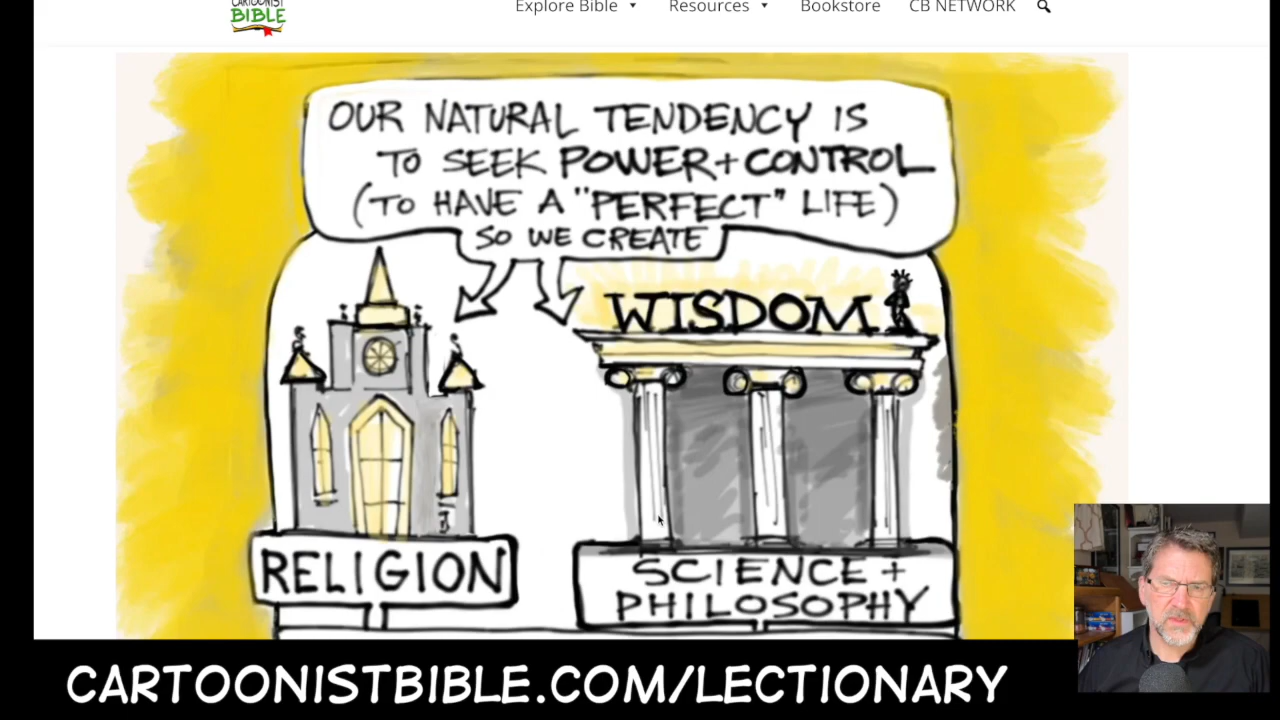 CARTOONIST
BIBLE
Explore Bible
Resources
Bookstore
CB NETWORK
OUR NATURAL TENDENCY IS
TO SEEK POWER + CONTROL
(TO HAVE A "PERFECT" LIFE)
SO WE CREATE
WISDOM
RELIGION
SCIENCE +
PHILOSOPHY
CARTOONISTBIBLE.COM/LECTIONARY